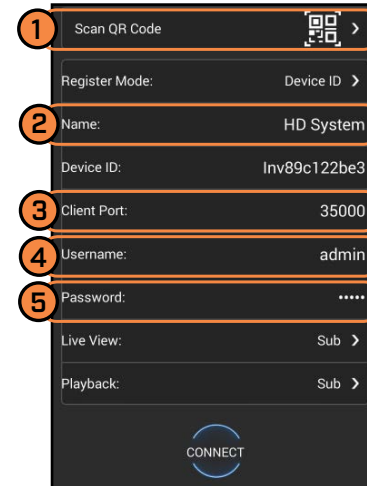 1 Scan QR Code >
Register Mode: Device ID >
2 Name: HD System
Device ID: Inv89c122be3
3 Client Port: 35000
4 Username: admin
5 Password: •••••
Live View: Sub >
Playback: Sub >
CONNECT